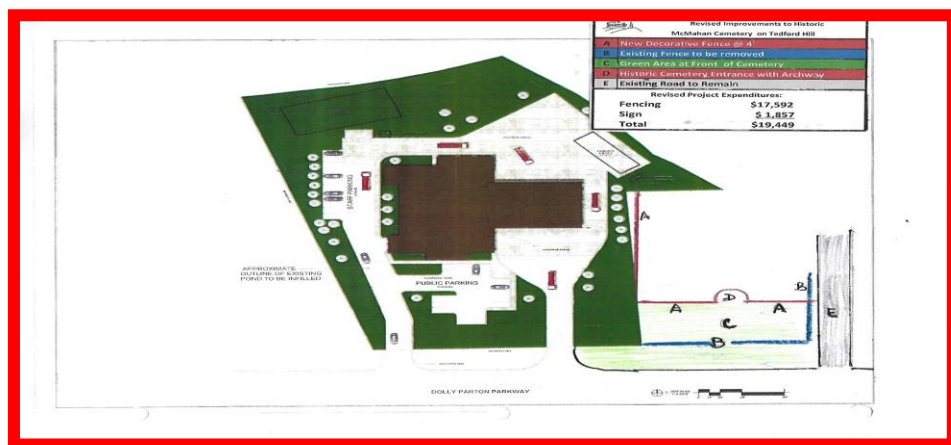 Revised Improvements to Historic
McMahan Cemetery on Tedford Hill
A New Decorative Fence @ 4'
B Existing Fence to be removed
C Green Area at Front of Cemetery
D Historic Cemetery Entrance with Archway
E Existing Road to Remain
Revised Project Expenditures:
Fencing $17,592
Sign $ 1,857
Total $19,449
STAFF PARKING
A
APPROXIMATE
OUTLINE OF EXISTING
POND TO BE INFILLED
PUBLIC PARKING
B
D
A A
C
E
B
DOLLY PARTON PARKWAY